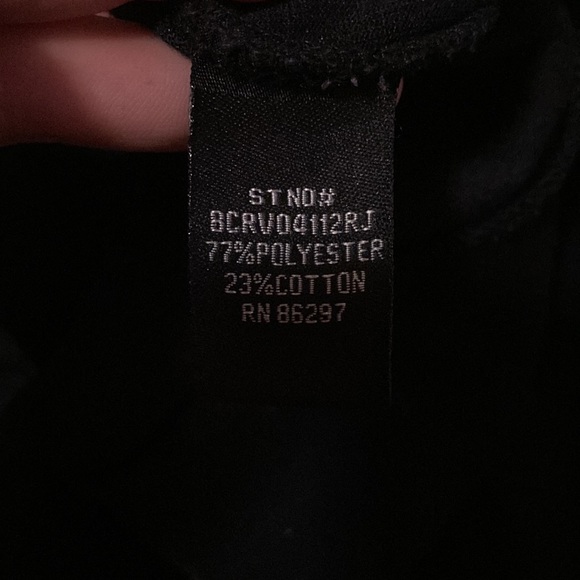 STNO#
BCRV04112RJ
77%POLYESTER
23%COTTON
RN 86297